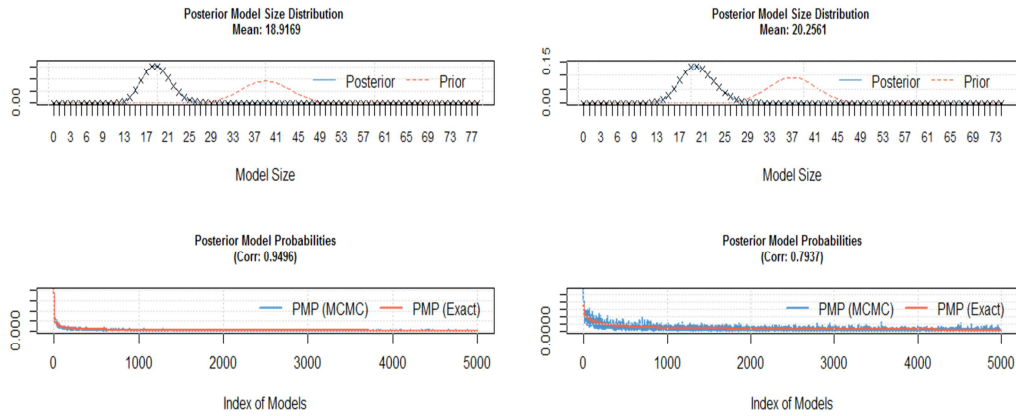 Posterior Model Size Distribution
Mean: 18.9169
Posterior Prior
0.00
0 3 6 9 13 17 21 25 29 33 37 41 45 49 53 57 61 65 69 73 77
Model Size
Posterior Model Size Distribution
Mean: 20.2561
Posterior Prior
0.15
0.00
0 3 6 9 13 17 21 25 29 33 37 41 45 49 53 57 61 65 69 73
Model Size
Posterior Model Probabilities
(Corr: 0.9496)
PMP (MCMC) PMP (Exact)
0.0000
0 1000 2000 3000 4000 5000
Index of Models
Posterior Model Probabilities
(Corr: 0.7937)
PMP (MCMC) PMP (Exact)
0.0000
0 1000 2000 3000 4000 5000
Index of Models